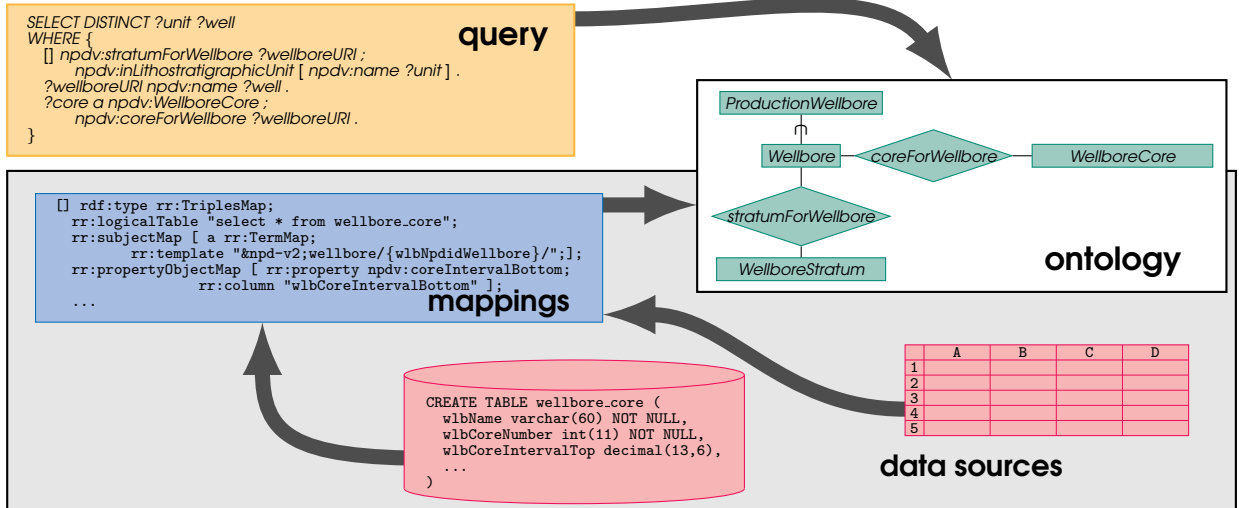 SELECT DISTINCT ?unit ?well
WHERE {
[] npdv:stratumForWellbore ?wellboreURI ;
npdv:inLithostratigraphicUnit [ npdv:name ?unit ] .
?wellboreURI npdv:name ?well .
?core a npdv:WellboreCore ;
npdv:coreForWellbore ?wellboreURI .
}
query
ProductionWellbore
∩
Wellbore
coreForWellbore
WellboreCore
stratumForWellbore
WellboreStratum
ontology
[] rdf:type rr:TriplesMap;
rr:logicalTable "select * from wellbore_core";
rr:subjectMap [ a rr:TermMap;
rr:template "&npd-v2;wellbore/{wlbNpdidWellbore}/";];
rr:propertyObjectMap [ rr:property npdv:coreIntervalBottom;
rr:column "wlbCoreIntervalBottom" ];
...
mappings
CREATE TABLE wellbore_core (
wlbName varchar(60) NOT NULL,
wlbCoreNumber int(11) NOT NULL,
wlbCoreIntervalTop decimal(13,6),
...
)
A B C D
1
2
3
4
5
data sources